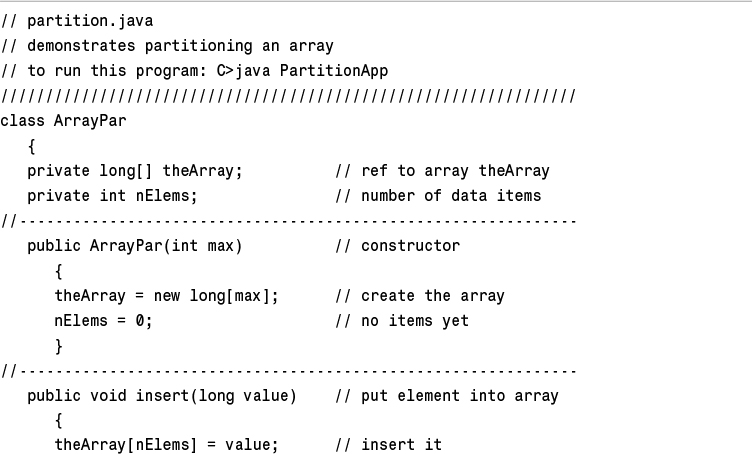 // partition.java
// demonstrates partitioning an array
// to run this program: C>java PartitionApp
////////////////////////////////////////////////////////////////
class ArrayPar
   {
   private long[] theArray;          // ref to array theArray
   private int nElems;               // number of data items
//--------------------------------------------------------------
   public ArrayPar(int max)          // constructor
      {
      theArray = new long[max];      // create the array
      nElems = 0;                    // no items yet
      }
//--------------------------------------------------------------
   public void insert(long value)    // put element into array
      {
      theArray[nElems] = value;      // insert it